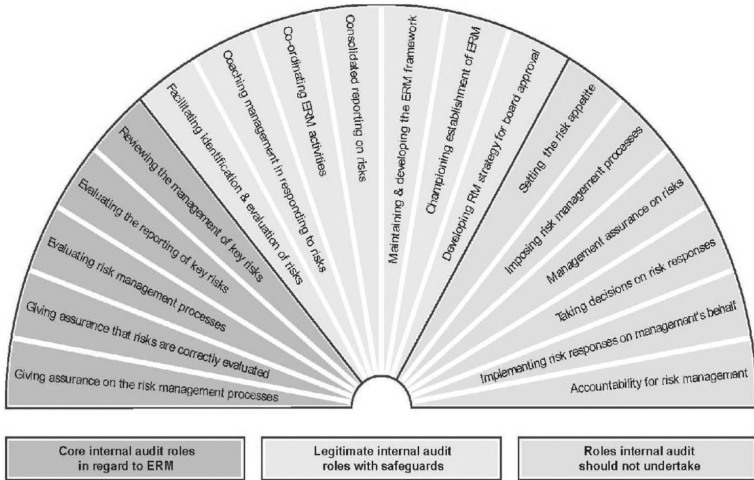 Giving assurance on the risk management processes
Giving assurance that risks are correctly evaluated
Evaluating risk management processes
Evaluating the reporting of key risks
Reviewing the management of key risks
Facilitating identification & evaluation of risks
Coaching management in responding to risks
Co-ordinating ERM activities
Consolidated reporting on risks
Maintaining & developing the ERM framework
Championing establishment of ERM
Developing RM strategy for board approval
Setting the risk appetite
Imposing risk management processes
Management assurance on risks
Taking decisions on risk responses
Implementing risk responses on management's behalf
Accountability for risk management
Core internal audit roles
in regard to ERM
Legitimate internal audit
roles with safeguards
Roles internal audit
should not undertake